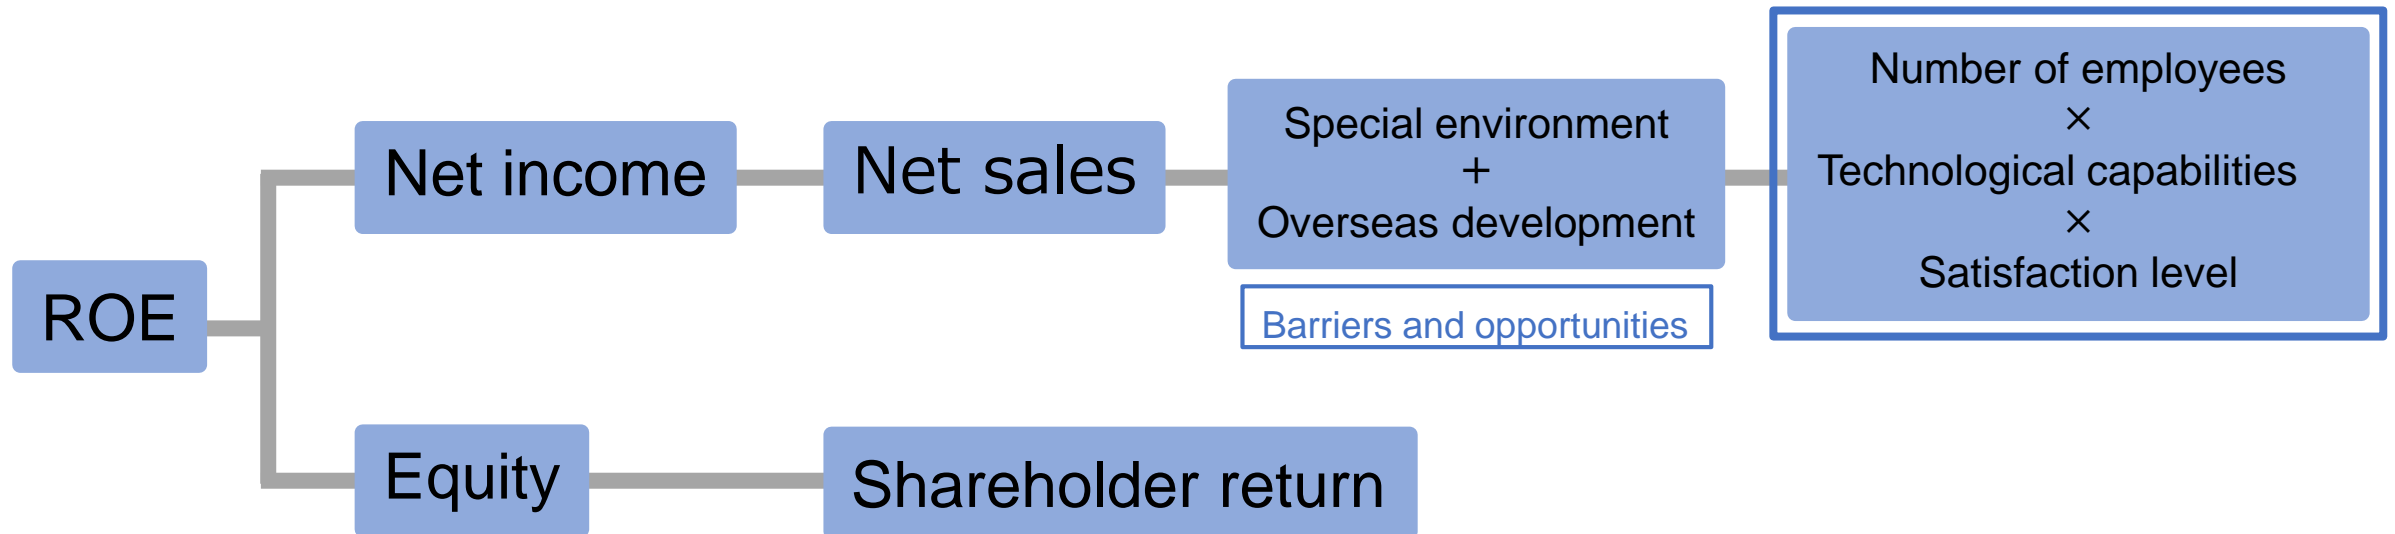 ROE
Net income
Net sales
Special environment
+
Overseas development
Barriers and opportunities
Number of employees
×
Technological capabilities
×
Satisfaction level
Equity
Shareholder return